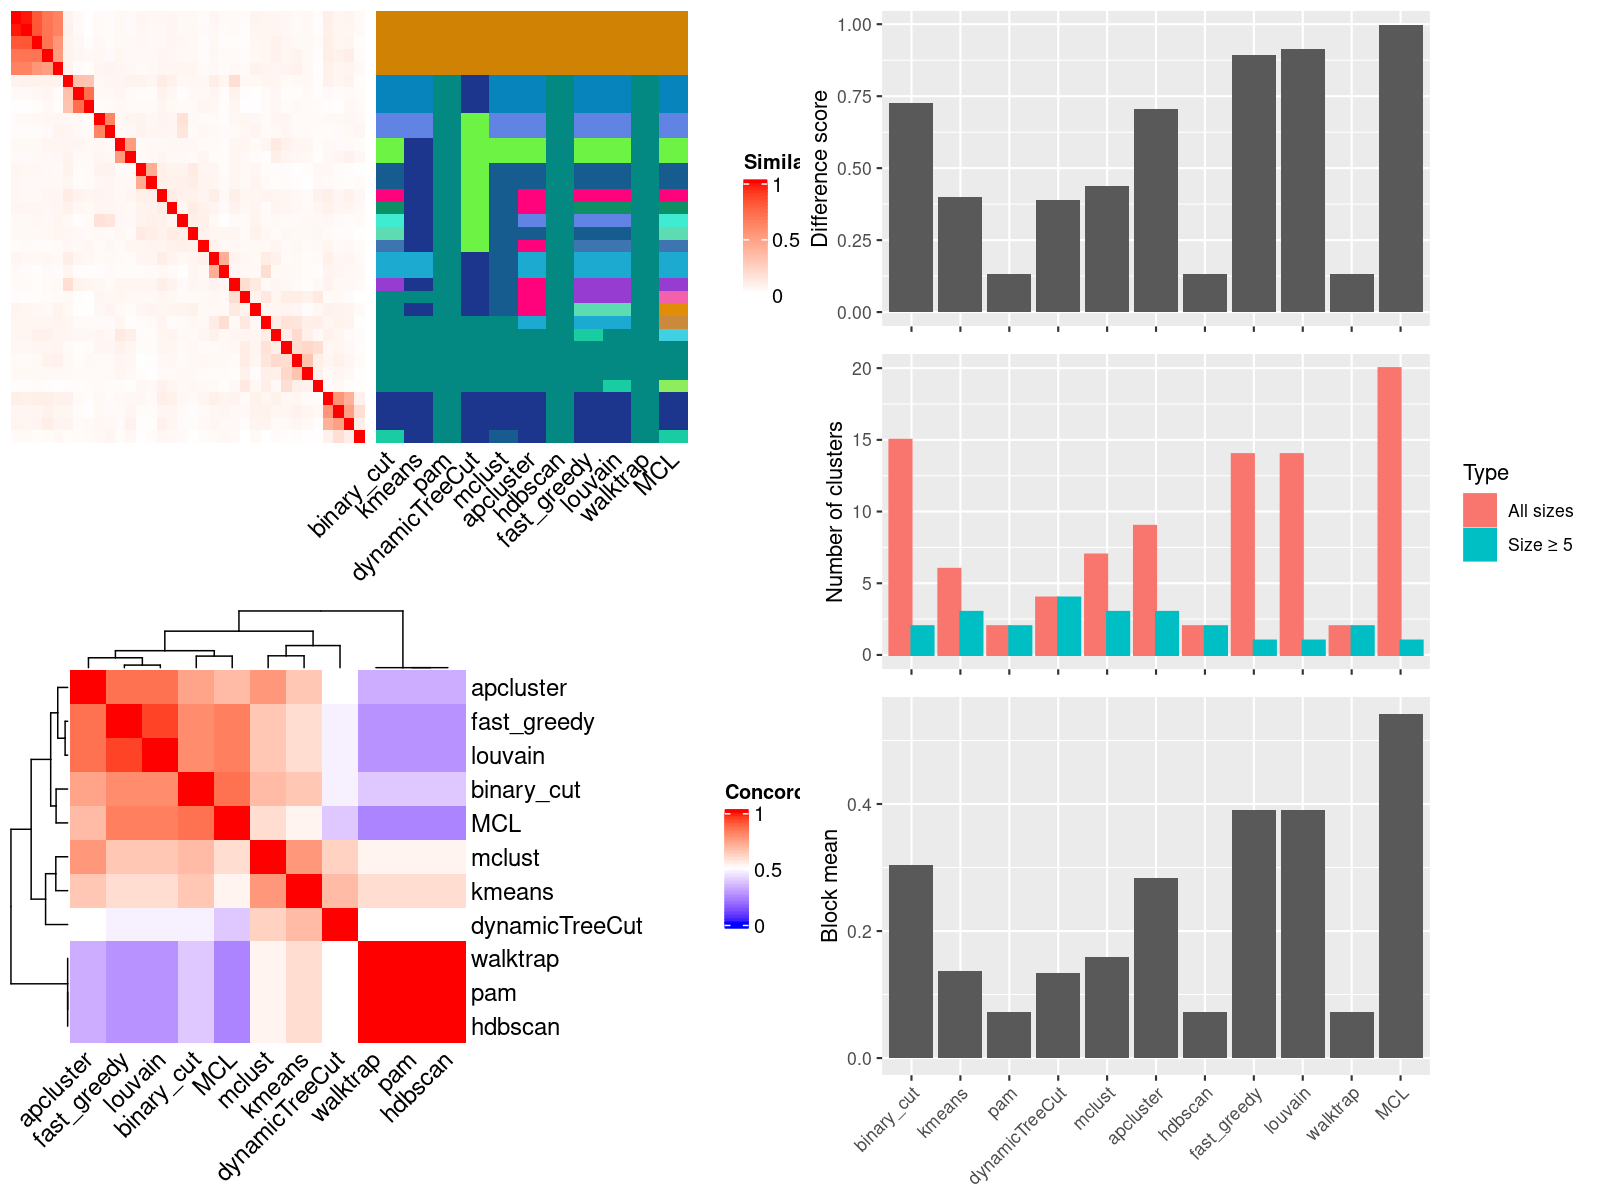 Simila
1
0.5
0
binary_cut
kmeans
pam
dynamicTreeCut
mclust
apcluster
hdbscan
fast_greedy
louvain
walktrap
MCL
apcluster
fast_greedy
louvain
binary_cut
MCL
mclust
kmeans
dynamicTreeCut
walktrap
pam
hdbscan
apcluster
fast_greedy
louvain
binary_cut
MCL
mclust
kmeans
dynamicTreeCut
walktrap
pam
hdbscan
Concord
1
0.5
0
Difference score
1.00
0.75
0.50
0.25
0.00
Number of clusters
20
15
10
5
0
Type
All sizes
Size ≥ 5
Block mean
0.4
0.2
0.0
binary_cut
kmeans
pam
dynamicTreeCut
mclust
apcluster
hdbscan
fast_greedy
louvain
walktrap
MCL